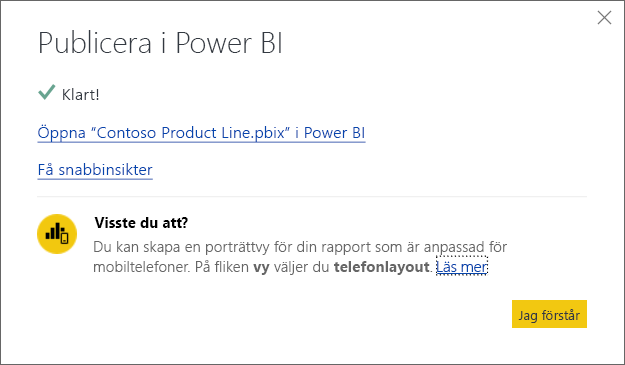 Publicera i Power BI
Klart!
Öppna “Contoso Product Line.pbix” i Power BI
Få snabbinsikter
Visste du att?
Du kan skapa en porträttvy för din rapport som är anpassad för
mobiltelefoner. På fliken vy väljer du telefonlayout. Läs mer
Jag förstår